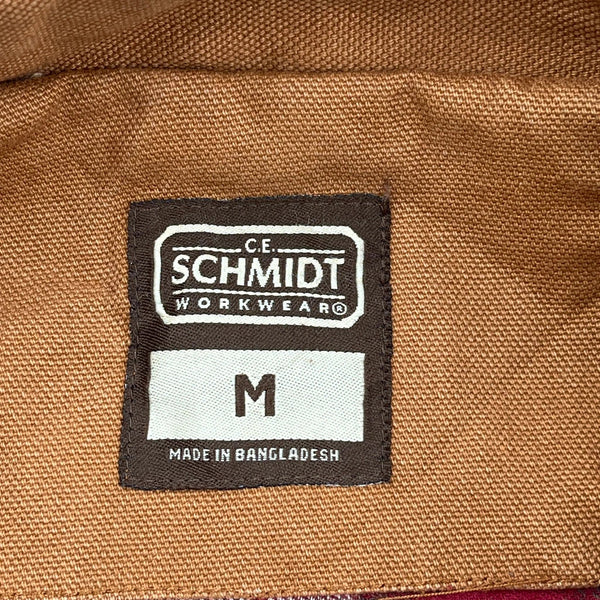 C.E.
SCHMIDT
WORKWEAR®
M
MADE IN BANGLADESH